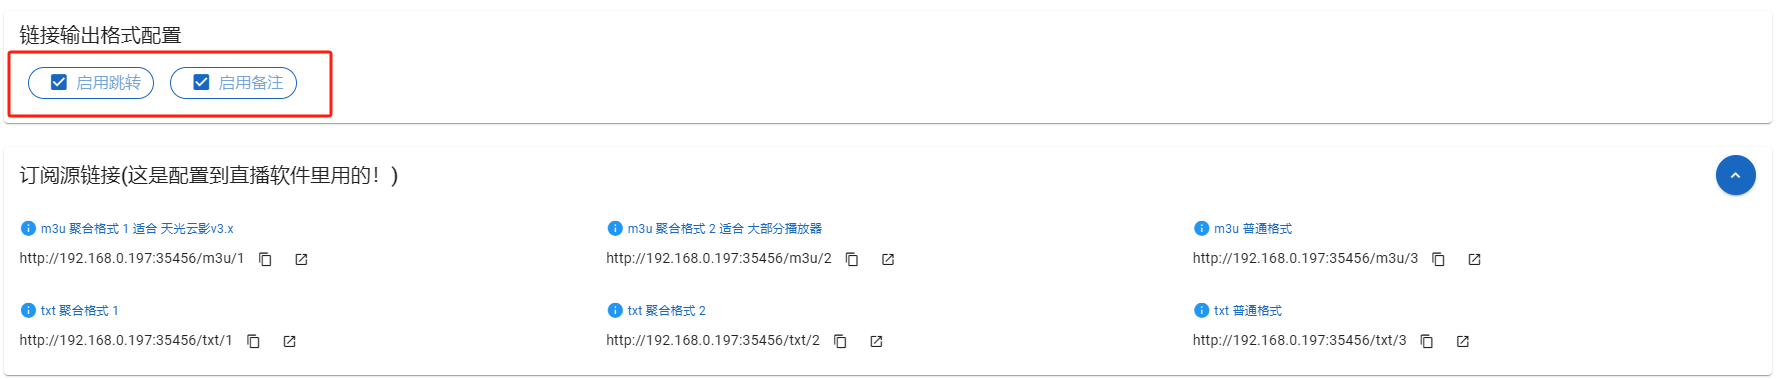 链接输出格式配置
启用跳转 启用备注
订阅源链接(这是配置到直播软件里用的！)
m3u 聚合格式 1 适合 天光云影v3.x
http://192.168.0.197:35456/m3u/1
m3u 聚合格式 2 适合 大部分播放器
http://192.168.0.197:35456/m3u/2
m3u 普通格式
http://192.168.0.197:35456/m3u/3
txt 聚合格式 1
http://192.168.0.197:35456/txt/1
txt 聚合格式 2
http://192.168.0.197:35456/txt/2
txt 普通格式
http://192.168.0.197:35456/txt/3